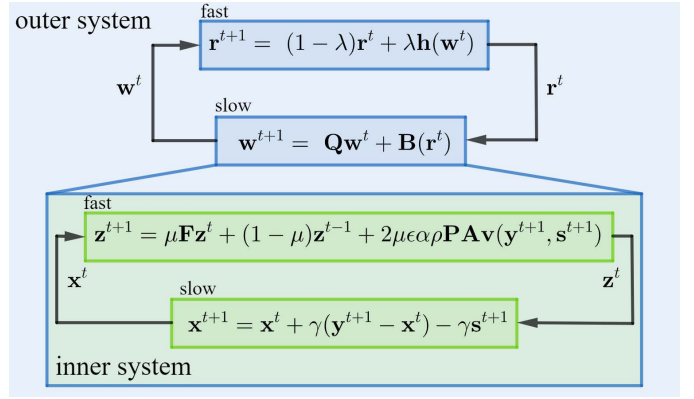 outer system
fast
r^{t+1} = (1 − λ)r^t + λh(w^t)
w^t
r^t
slow
w^{t+1} = Qw^t + B(r^t)
fast
z^{t+1} = μFz^t + (1 − μ)z^{t−1} + 2μϵαρPAv(y^{t+1}, s^{t+1})
x^t
z^t
slow
x^{t+1} = x^t + γ(y^{t+1} − x^t) − γs^{t+1}
inner system